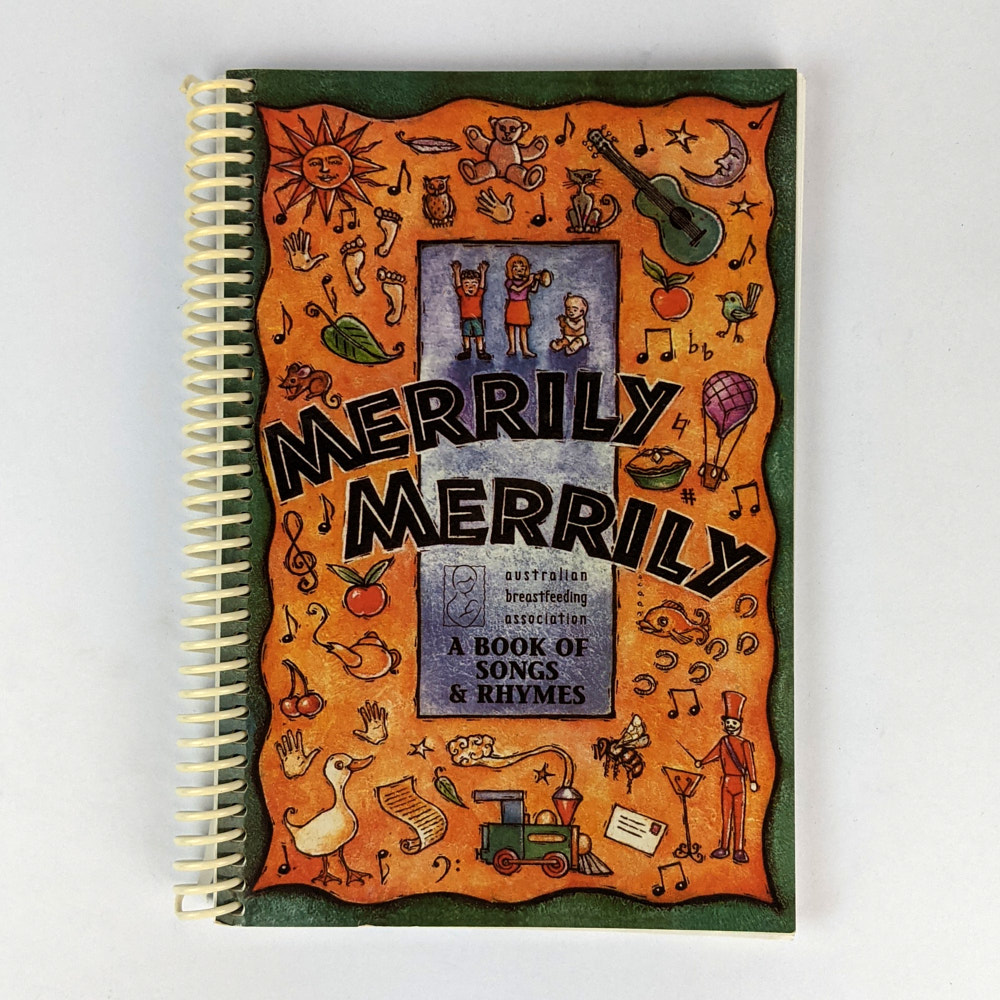 MERRILY
MERRILY
australian
breastfeeding
association
A BOOK OF
SONGS
& RHYMES